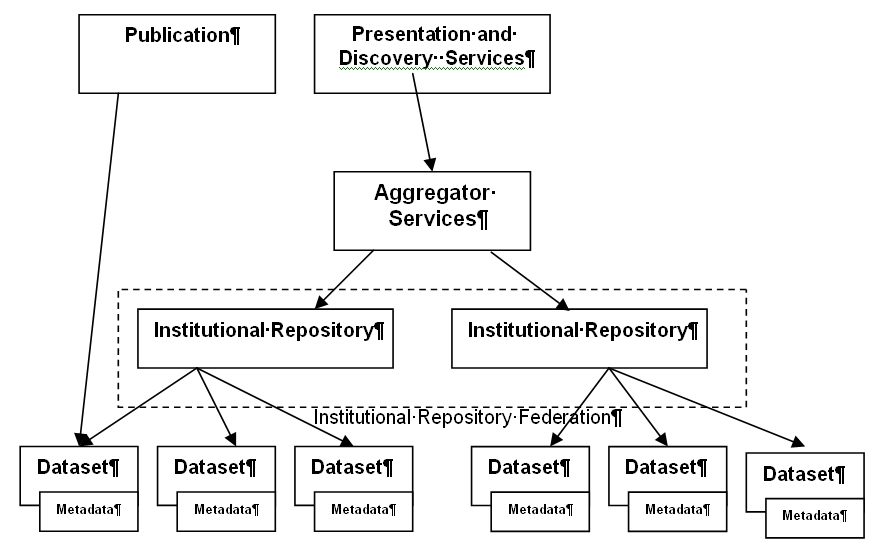 Publication¶
Presentation·and·
Discovery··Services¶
Aggregator·
Services¶
Institutional·Repository¶
Institutional·Repository¶
Institutional·Repository·Federation¶
Dataset¶
Dataset¶
Dataset¶
Dataset¶
Dataset¶
Dataset¶
Metadata¶
Metadata¶
Metadata¶
Metadata¶
Metadata¶
Metadata¶